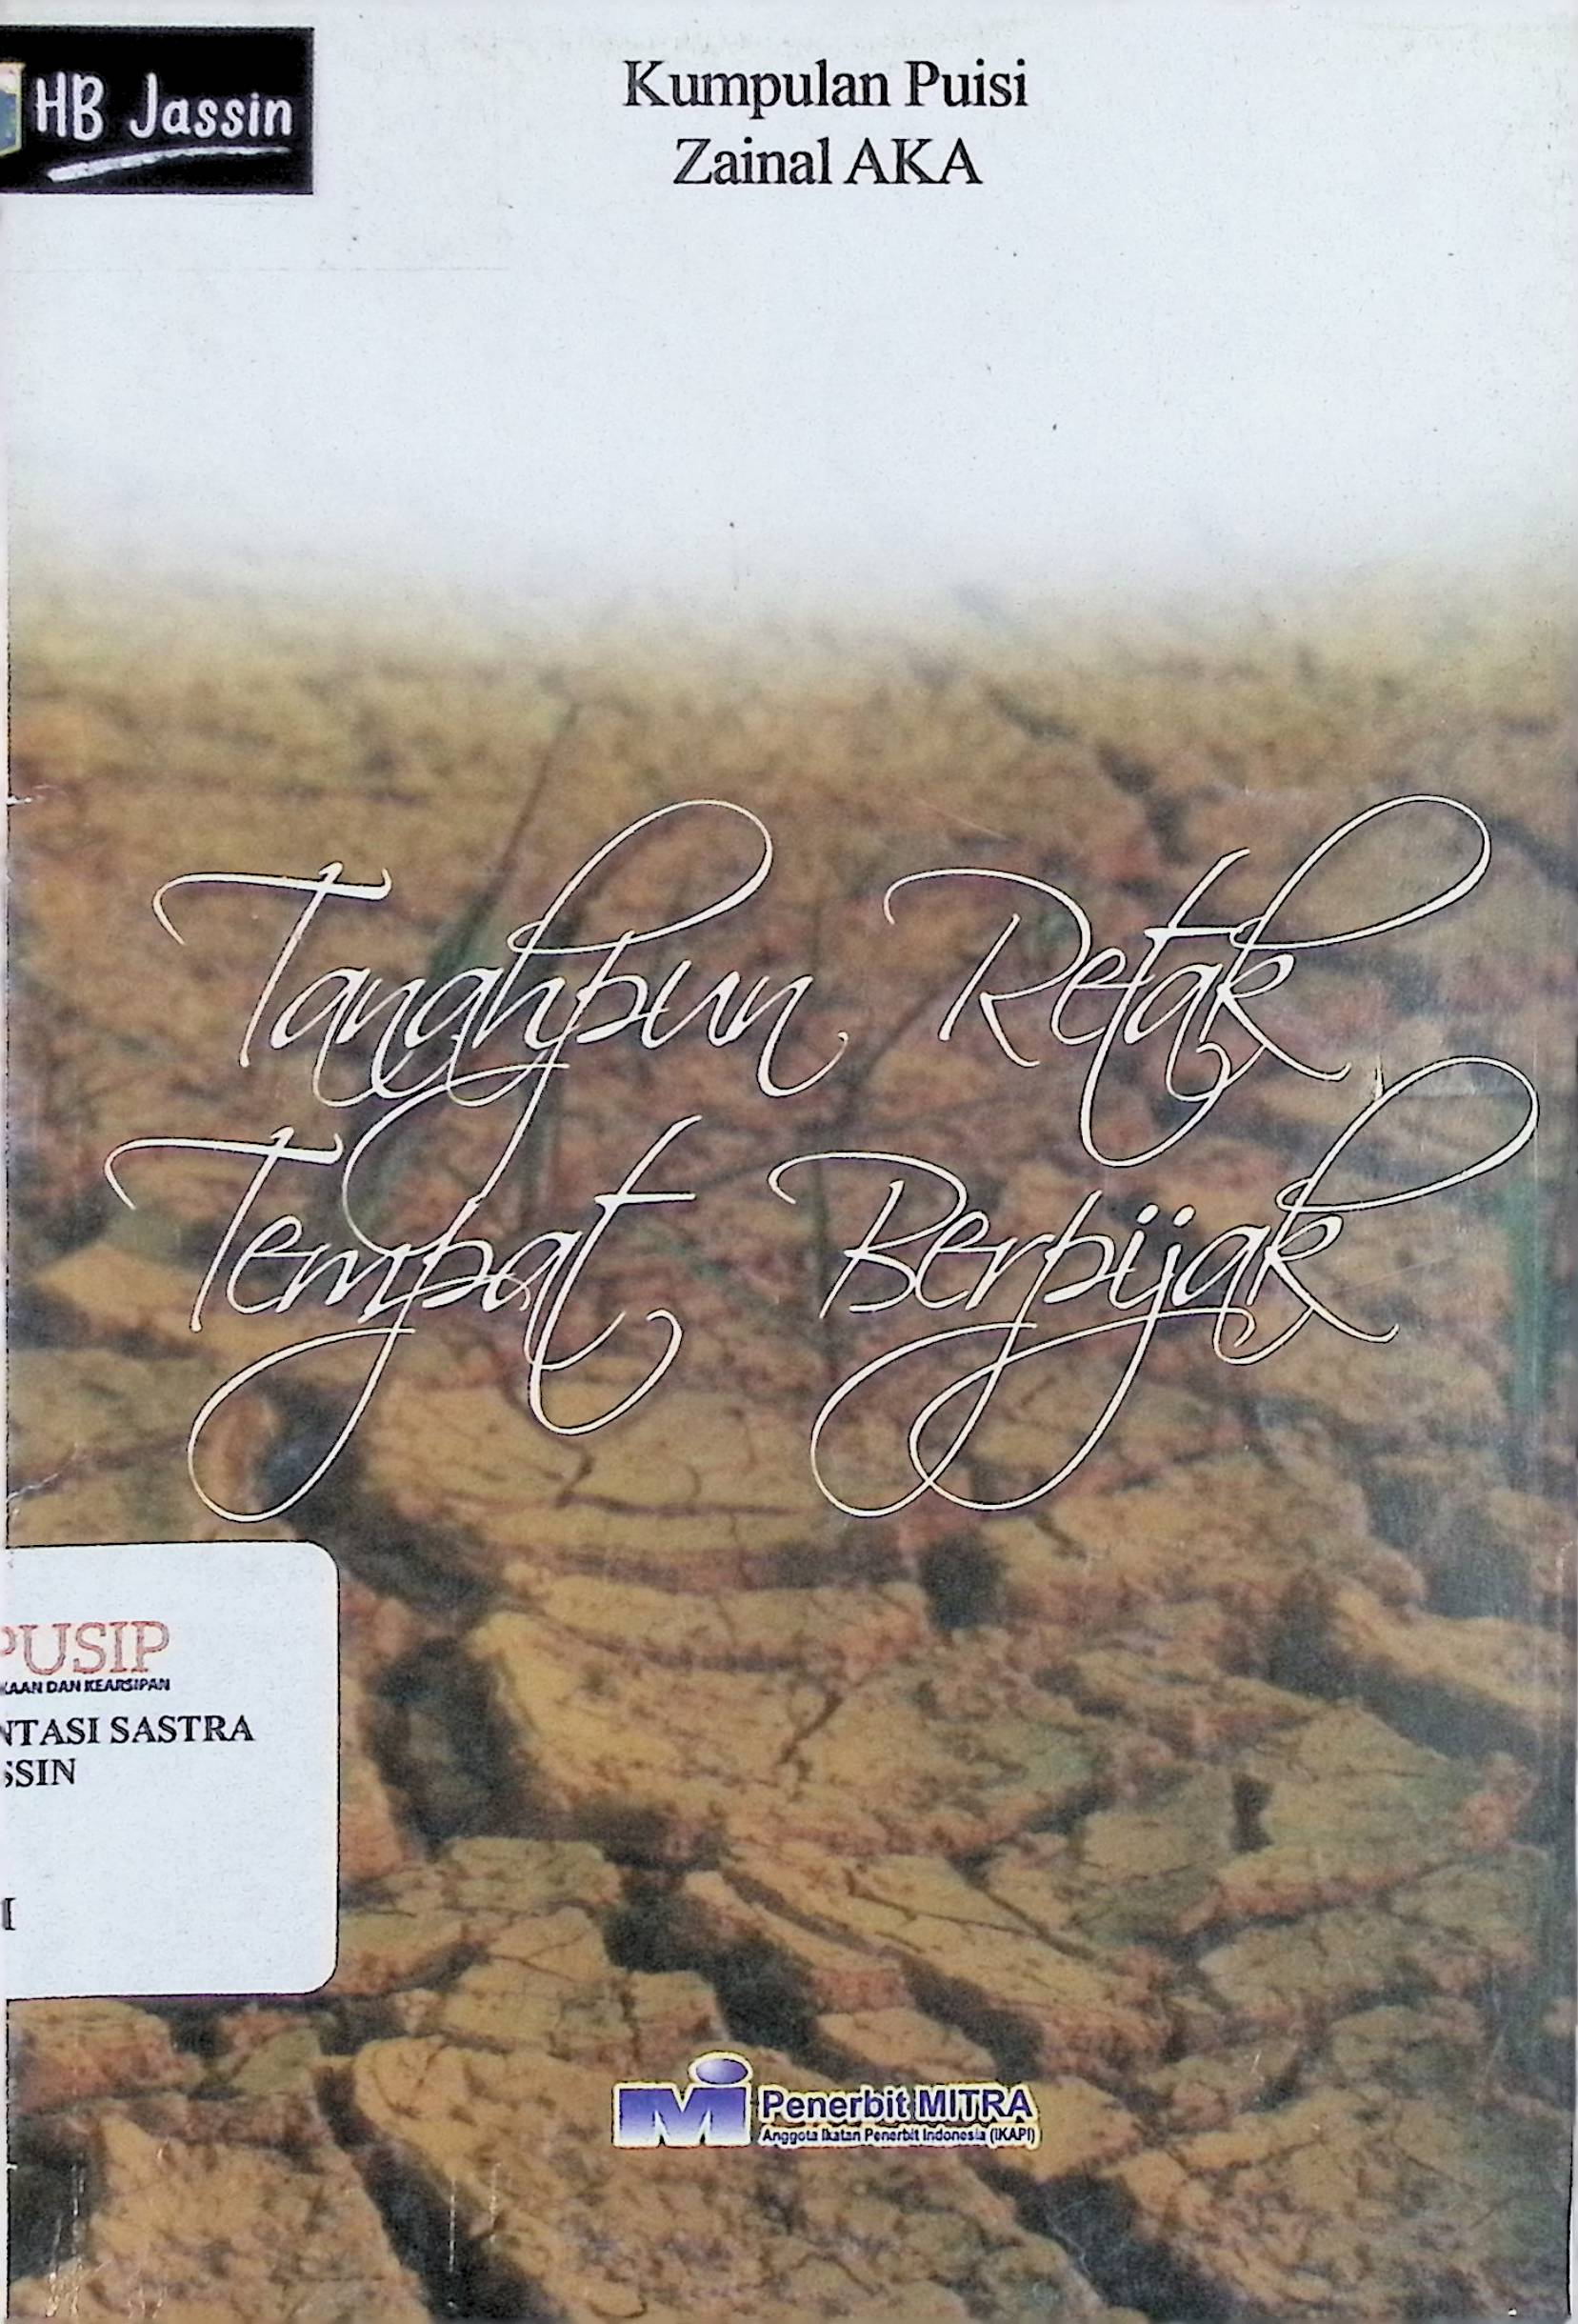 HB Jassin
Kumpulan Puisi
Zainal AKA
Tanahpun Retak
Tempat Berpijak
PUSIP
KAAN DAN KEARSIPAN
NTASI SASTRA
SSIN
I
Penerbit MITRA
Anggota Ikatan Penerbit Indonesia (IKAPI)